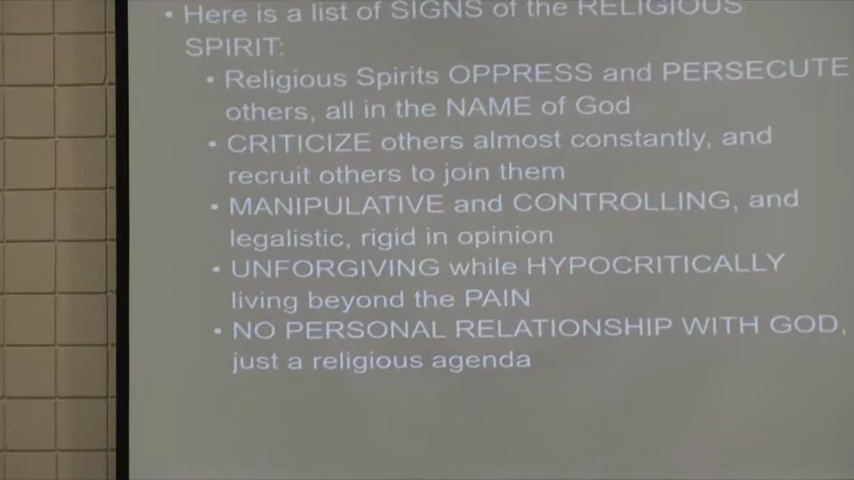 • Here is a list of SIGNS of the RELIGIOUS
SPIRIT:
• Religious Spirits OPPRESS and PERSECUTE
others, all in the NAME of God
• CRITICIZE others almost constantly, and
recruit others to join them
• MANIPULATIVE and CONTROLLING, and
legalistic, rigid in opinion
• UNFORGIVING while HYPOCRITICALLY
living beyond the PAIN
• NO PERSONAL RELATIONSHIP WITH GOD,
just a religious agenda